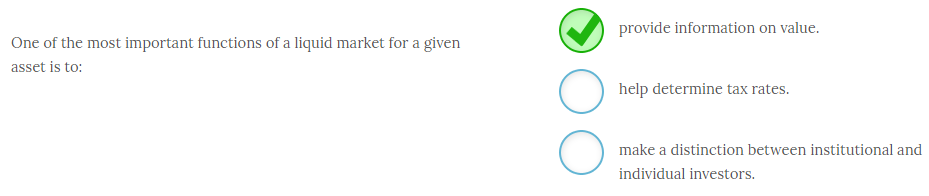 One of the most important functions of a liquid market for a given
asset is to:
provide information on value.
help determine tax rates.
make a distinction between institutional and
individual investors.